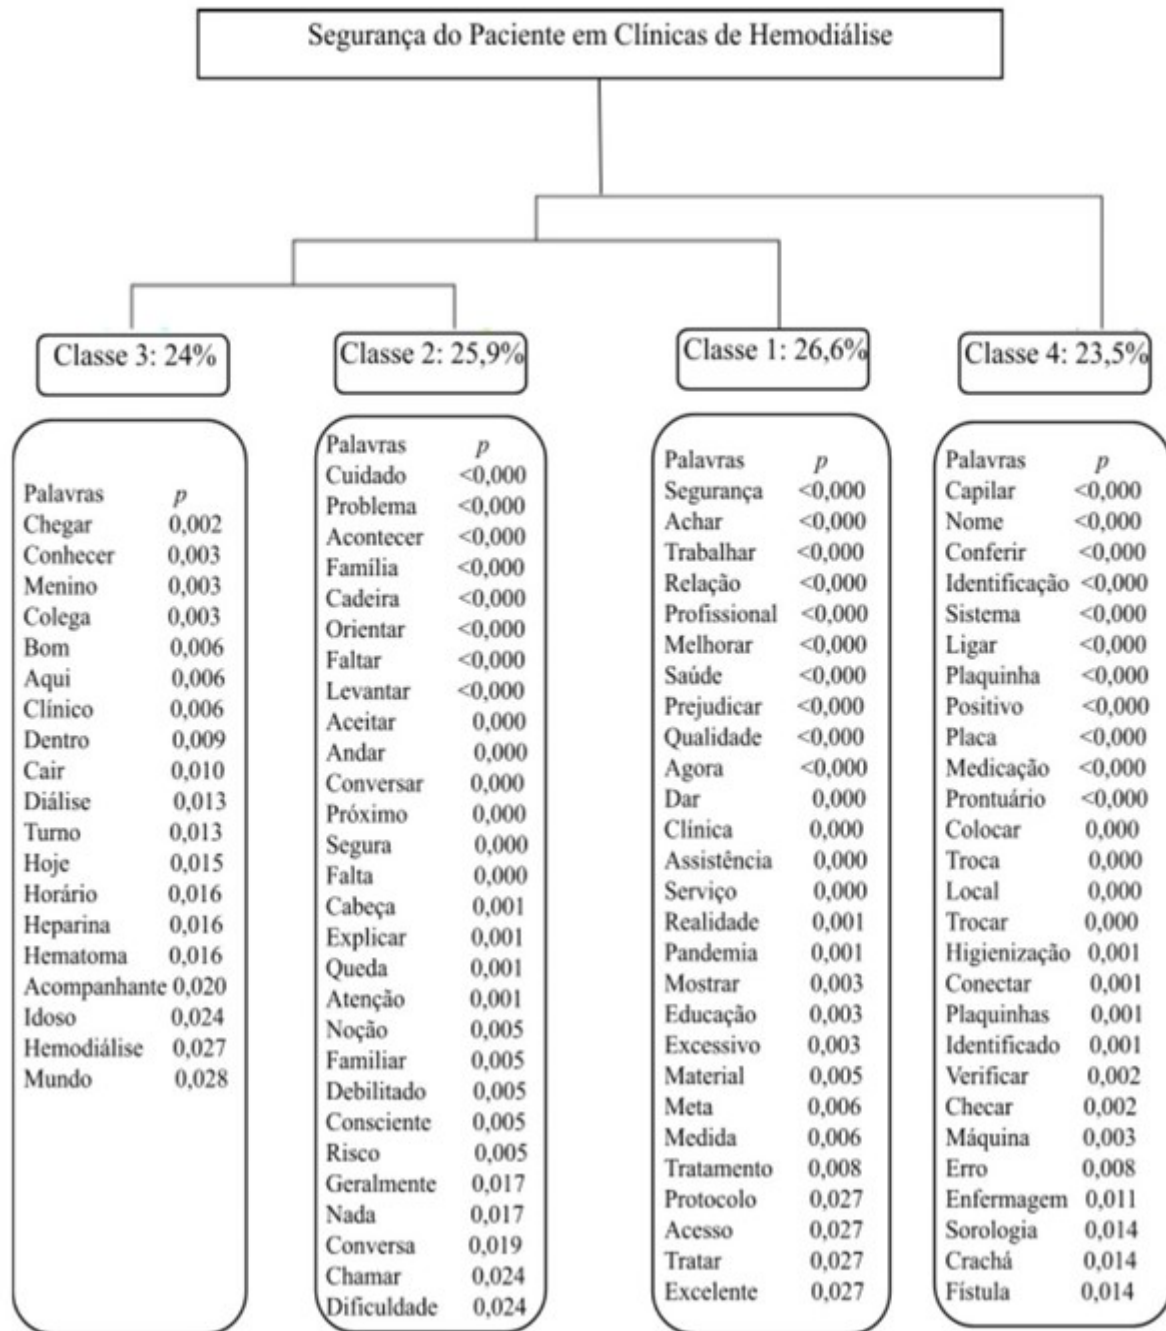 Segurança do Paciente em Clínicas de Hemodiálise
Classe 3: 24%
Palavras p
Chegar 0,002
Conhecer 0,003
Menino 0,003
Colega 0,003
Bom 0,006
Aqui 0,006
Clínico 0,006
Dentro 0,009
Cair 0,010
Diálise 0,013
Turno 0,013
Hoje 0,015
Horário 0,016
Heparina 0,016
Hematoma 0,016
Acompanhante 0,020
Idoso 0,024
Hemodiálise 0,027
Mundo 0,028
Classe 2: 25,9%
Palavras p
Cuidado <0,000
Problema <0,000
Acontecer <0,000
Família <0,000
Cadeira <0,000
Orientar <0,000
Faltar <0,000
Levantar <0,000
Aceitar 0,000
Andar 0,000
Conversar 0,000
Próximo 0,000
Segura 0,000
Falta 0,000
Cabeça 0,001
Explicar 0,001
Queda 0,001
Atenção 0,001
Noção 0,005
Familiar 0,005
Debilitado 0,005
Consciente 0,005
Risco 0,005
Geralmente 0,017
Nada 0,017
Conversa 0,019
Chamar 0,024
Dificuldade 0,024
Classe 1: 26,6%
Palavras p
Segurança <0,000
Achar <0,000
Trabalhar <0,000
Relação <0,000
Profissional <0,000
Melhorar <0,000
Saúde <0,000
Prejudicar <0,000
Qualidade <0,000
Agora <0,000
Dar 0,000
Clínica 0,000
Assistência 0,000
Serviço 0,000
Realidade 0,001
Pandemia 0,001
Mostrar 0,003
Educação 0,003
Excessivo 0,003
Material 0,005
Meta 0,006
Medida 0,006
Tratamento 0,008
Protocolo 0,027
Acesso 0,027
Tratar 0,027
Excelente 0,027
Classe 4: 23,5%
Palavras p
Capilar <0,000
Nome <0,000
Conferir <0,000
Identificação <0,000
Sistema <0,000
Ligar <0,000
Plaquinha <0,000
Positivo <0,000
Placa <0,000
Medicação <0,000
Prontuário <0,000
Colocar 0,000
Troca 0,000
Local 0,000
Trocar 0,000
Higienização 0,001
Conectar 0,001
Plaquinhas 0,001
Identificado 0,001
Verificar 0,002
Checar 0,002
Máquina 0,003
Erro 0,008
Enfermagem 0,011
Sorologia 0,014
Crachá 0,014
Fístula 0,014